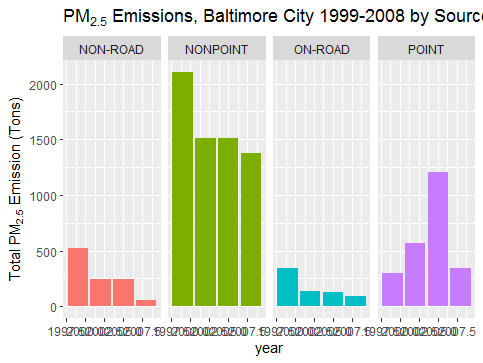 PM2.5 Emissions, Baltimore City 1999-2008 by Source
NON-ROAD NONPOINT ON-ROAD POINT
Total PM2.5 Emission (Tons)
2000
1500
1000
500
0
year